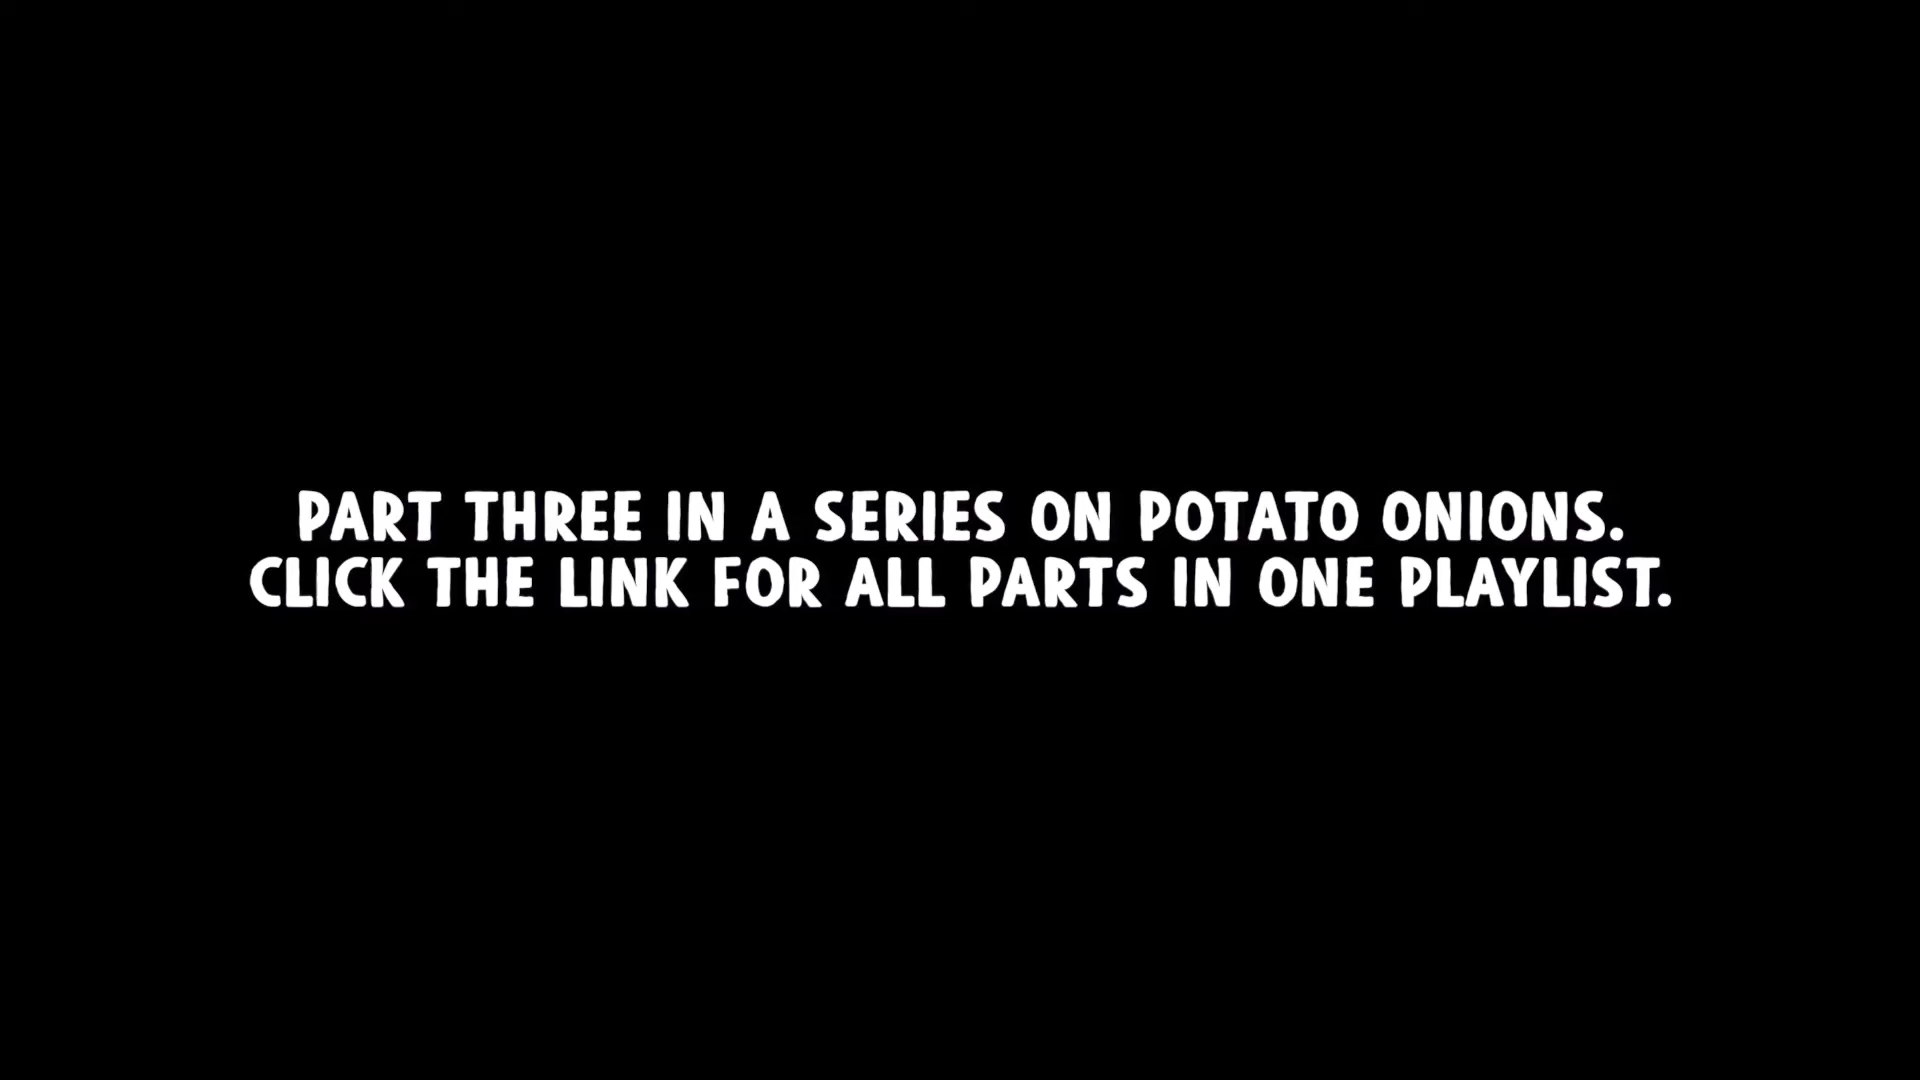 PART THREE IN A SERIES ON POTATO ONIONS.
CLICK THE LINK FOR ALL PARTS IN ONE PLAYLIST.